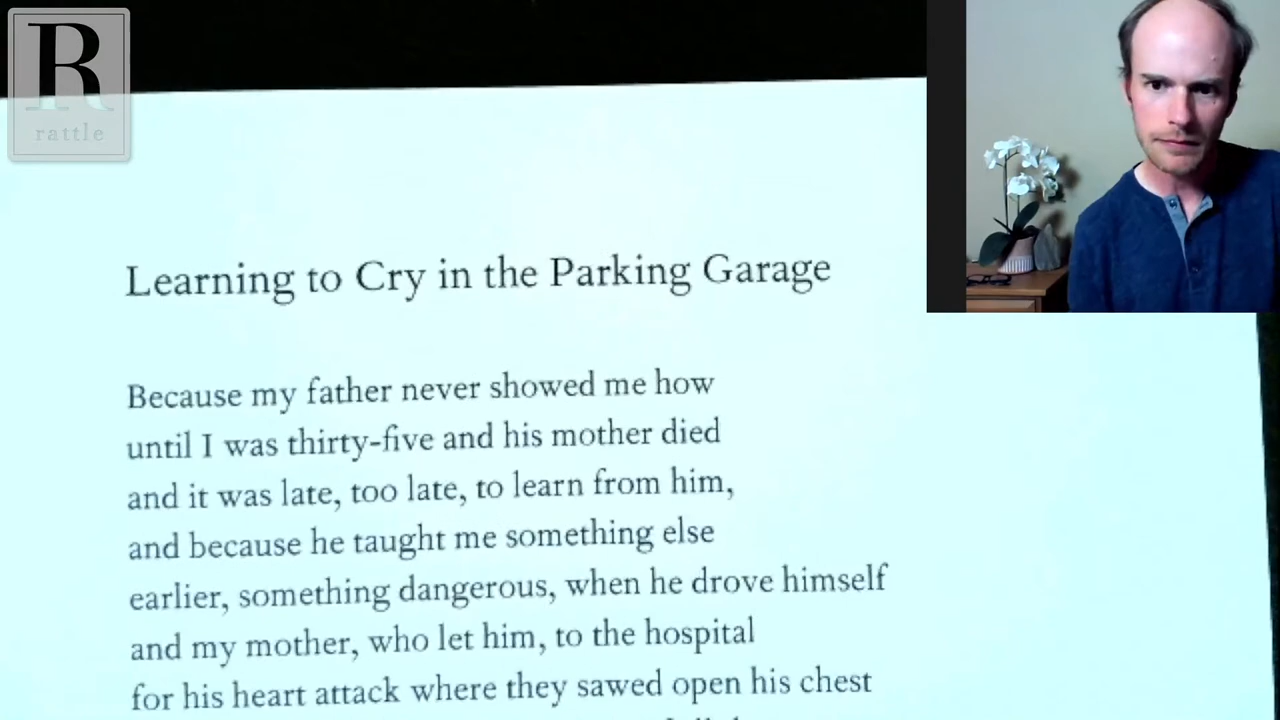 R
rattle
Learning to Cry in the Parking Garage
Because my father never showed me how
until I was thirty-five and his mother died
and it was late, too late, to learn from him,
and because he taught me something else
earlier, something dangerous, when he drove himself
and my mother, who let him, to the hospital
for his heart attack where they sawed open his chest